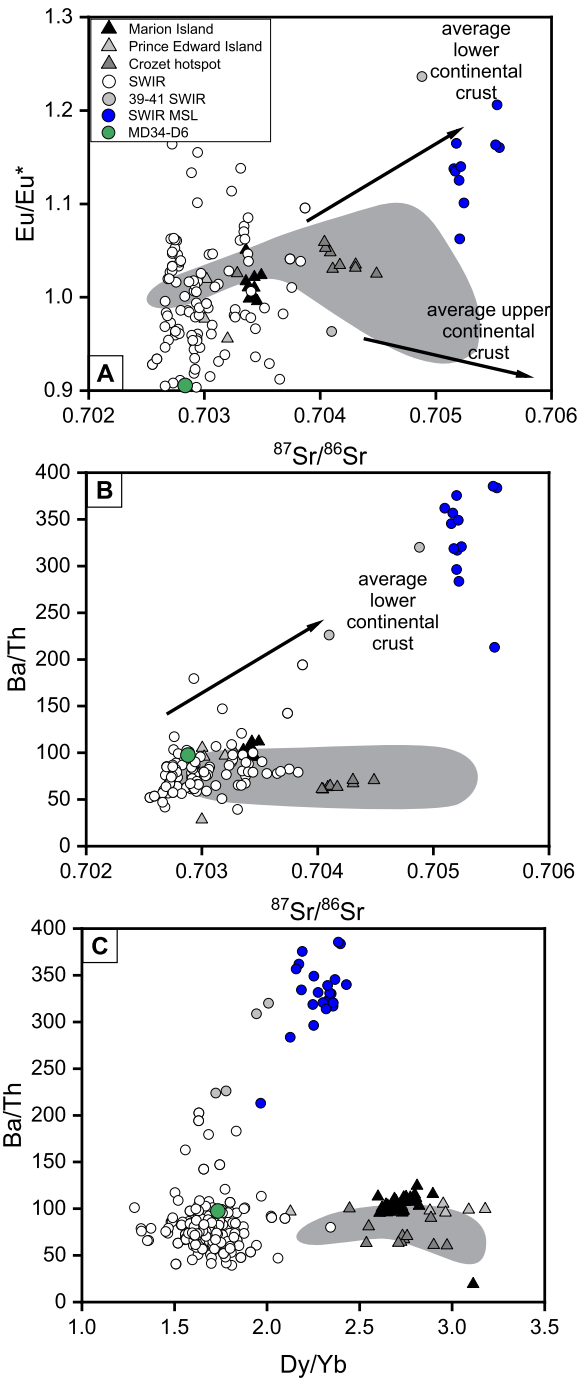 1.3
1.2
1.1
1.0
0.9
Eu/Eu*
Marion Island
Prince Edward Island
Crozet hotspot
SWIR
39-41 SWIR
SWIR MSL
MD34-D6
average
lower
continental
crust
average upper
continental
crust
A
0.702
0.703
0.704
0.705
0.706
⁸⁷Sr/⁸⁶Sr
B
400
350
300
250
200
150
100
50
0
Ba/Th
average
lower
continental
crust
0.702
0.703
0.704
0.705
0.706
⁸⁷Sr/⁸⁶Sr
C
400
350
300
250
200
150
100
50
0
Ba/Th
1.0
1.5
2.0
2.5
3.0
3.5
Dy/Yb